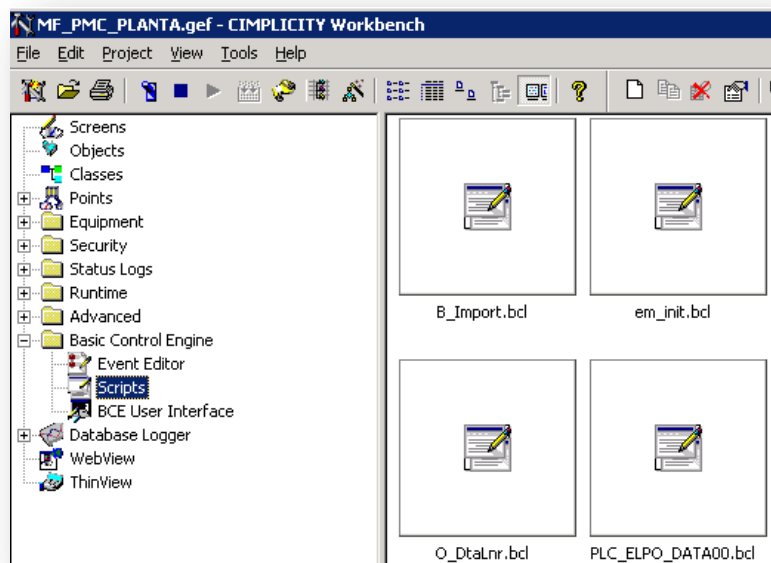 MF_PMC_PLANTA.gef - CIMPLICITY Workbench
File Edit Project View Tools Help
Screens
Objects
Classes
Points
Equipment
Security
Status Logs
Runtime
Advanced
Basic Control Engine
Event Editor
Scripts
BCE User Interface
Database Logger
WebView
ThinView
B_Import.bcl
em_init.bcl
O_DtaLnr.bcl
PLC_ELPO_DATA00.bcl